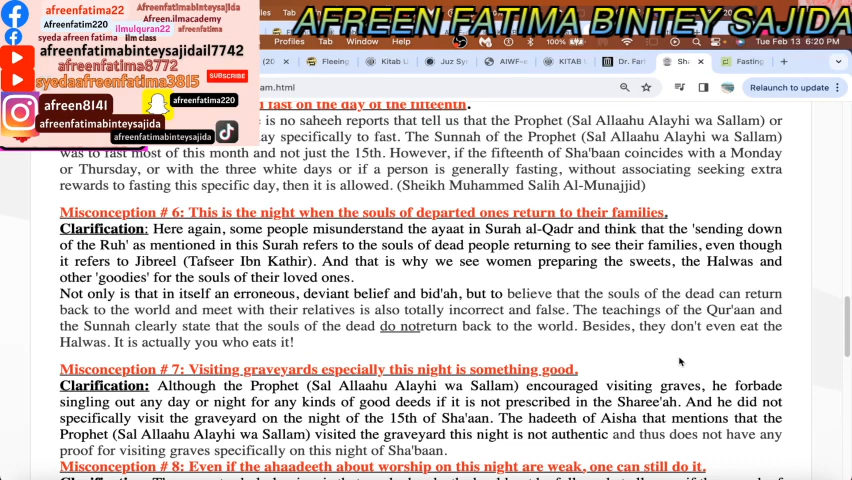 AFREEN FATIMA BINTEY SAJIDA
afreenfatima22
Afreenfatimabinteysajida
Afreen.ilmacademy
Afreenfatima120
ilmulquran22
afreenfatima
syeda afreen fatima
ilm class
afreenfatimabinteysajidail7742
afreenfatima8772
syedaafreenfatima3815
SUBSCRIBE
afreen8141
afreenfatima220
afreenfatimabinteysajida
afreenfatimabinteysajida
Profiles Tab Window Help
100%
Tue Feb 13 6:20 PM
Fleeing
Kitab L
Juz Sy
AIWF-e
KITAB
Dr. Far
Sha
Fasting
am.html
Relaunch to update
fast on the day of the fifteenth.
e is no saheeh reports that tell us that the Prophet (Sal Allaahu Alayhi wa Sallam) or
ay specifically to fast. The Sunnah of the Prophet (Sal Allaahu Alayhi wa Sallam)
was to fast most of this month and not just the 15th. However, if the fifteenth of Sha'baan coincides with a Monday
or Thursday, or with the three white days or if a person is generally fasting, without associating seeking extra
rewards to fasting this specific day, then it is allowed. (Sheikh Muhammed Salih Al-Munajjid)
Misconception # 6: This is the night when the souls of departed ones return to their families.
Clarification: Here again, some people misunderstand the ayaat in Surah al-Qadr and think that the 'sending down
of the Ruh' as mentioned in this Surah refers to the souls of dead people returning to see their families, even though
it refers to Jibreel (Tafseer Ibn Kathir). And that is why we see women preparing the sweets, the Halwas and
other 'goodies' for the souls of their loved ones.
Not only is that in itself an erroneous, deviant belief and bid'ah, but to believe that the souls of the dead can return
back to the world and meet with their relatives is also totally incorrect and false. The teachings of the Qur'aan and
the Sunnah clearly state that the souls of the dead do notreturn back to the world. Besides, they don't even eat the
Halwas. It is actually you who eats it!
Misconception # 7: Visiting graveyards especially this night is something good.
Clarification: Although the Prophet (Sal Allaahu Alayhi wa Sallam) encouraged visiting graves, he forbade
singling out any day or night for any kinds of good deeds if it is not prescribed in the Sharee'ah. And he did not
specifically visit the graveyard on the night of the 15th of Sha'aan. The hadeeth of Aisha that mentions that the
Prophet (Sal Allaahu Alayhi wa Sallam) visited the graveyard this night is not authentic and thus does not have any
proof for visiting graves specifically on this night of Sha'baan.
Misconception # 8: Even if the ahaadeeth about worship on this night are weak, one can still do it.